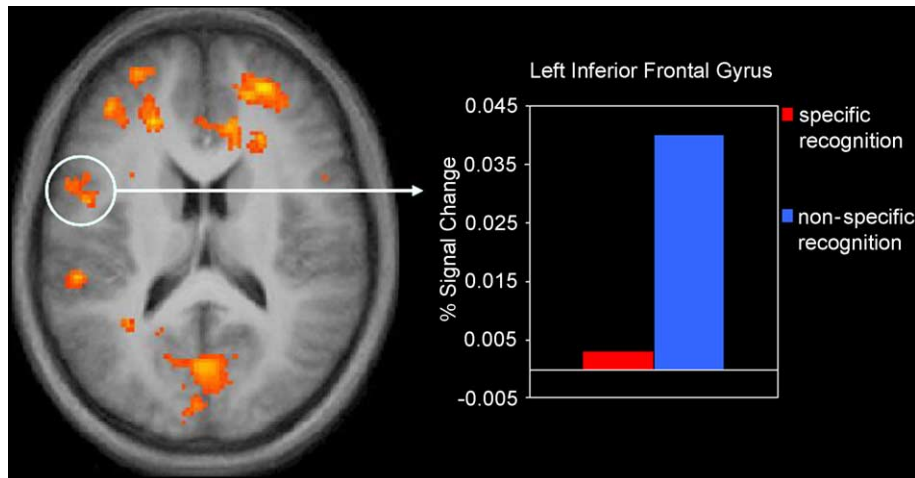 Left Inferior Frontal Gyrus
% Signal Change
0.045
0.035
0.025
0.015
0.005
-0.005
specific
recognition
non-specific
recognition